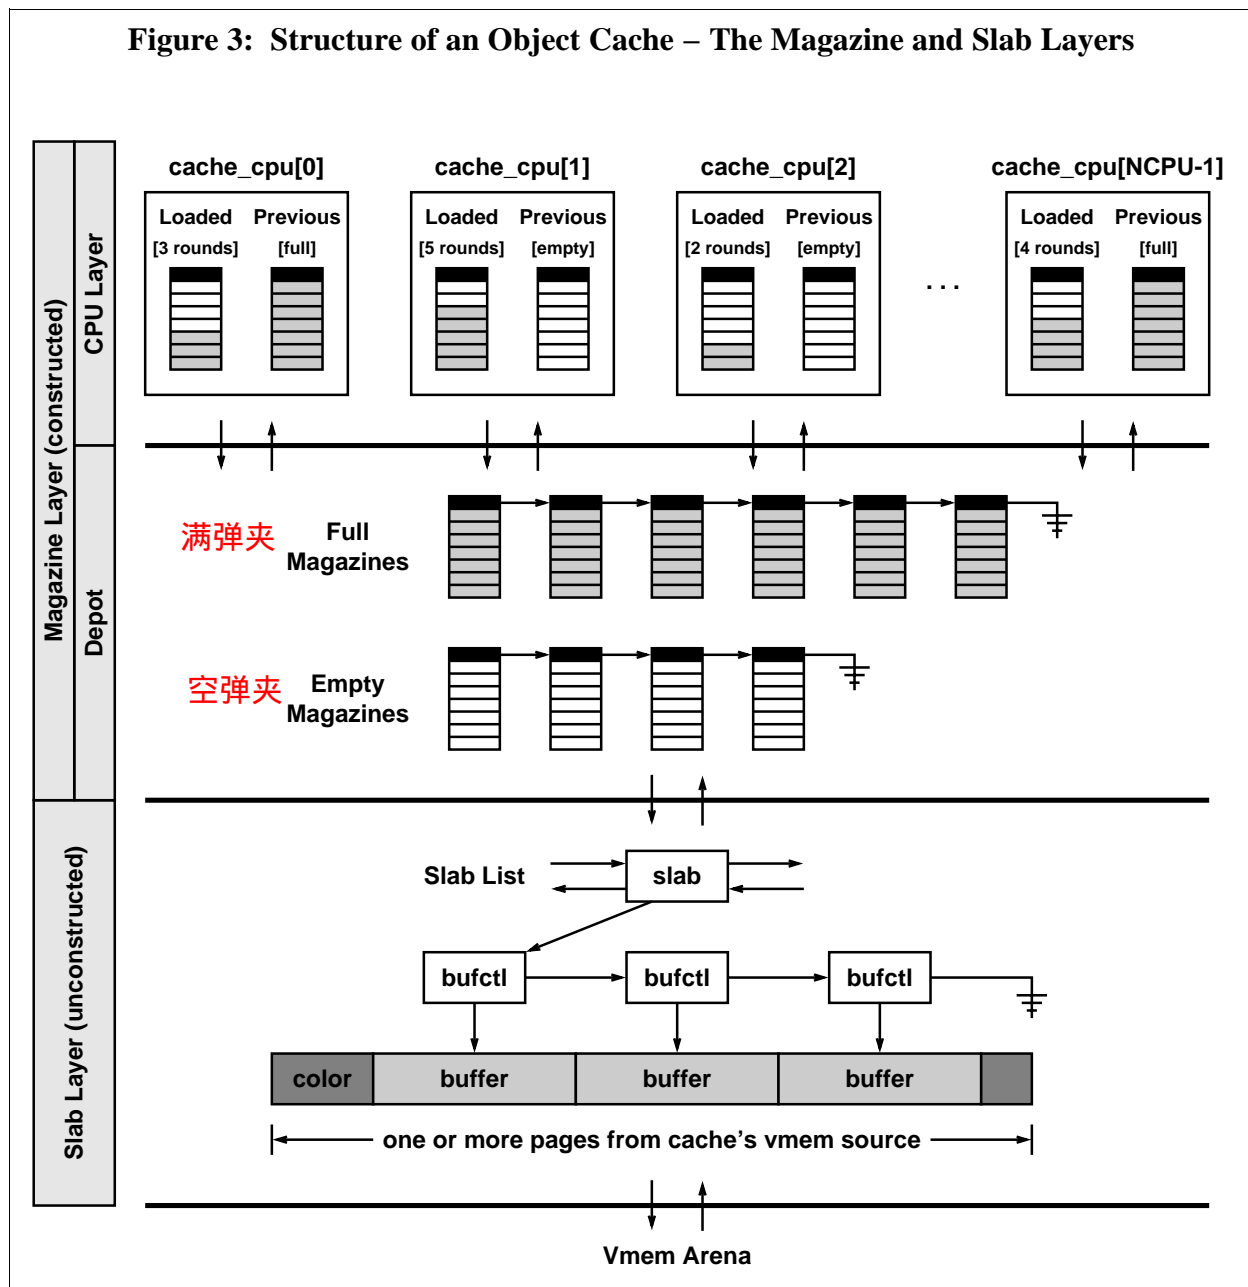 Figure 3: Structure of an Object Cache – The Magazine and Slab Layers
cache_cpu[0]
cache_cpu[1]
cache_cpu[2]
cache_cpu[NCPU-1]
Loaded Previous
[3 rounds] [full]
Loaded Previous
[5 rounds] [empty]
Loaded Previous
[2 rounds] [empty]
. . .
Loaded Previous
[4 rounds] [full]
Magazine Layer (constructed)
CPU Layer
Depot
满弹夹
Full
Magazines
空弹夹
Empty
Magazines
Slab Layer (unconstructed)
Slab List
slab
bufctl
bufctl
bufctl
color
buffer
buffer
buffer
one or more pages from cache's vmem source
Vmem Arena